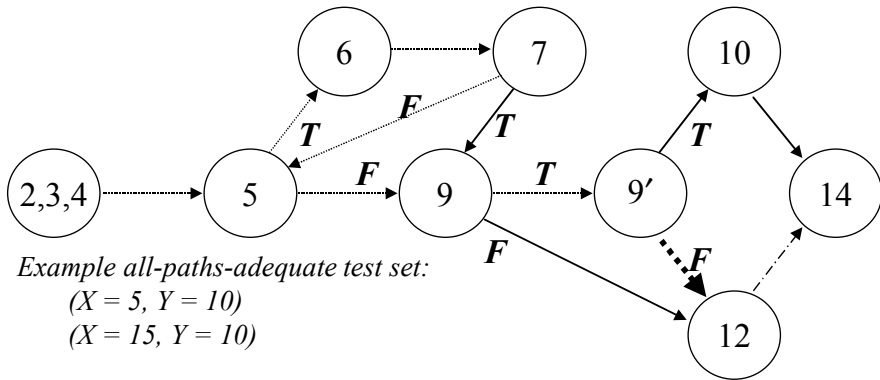 6
7
10
F
T
T
T
2,3,4
5
F
9
T
9′
14
F
F
Example all-paths-adequate test set:
(X = 5, Y = 10)
(X = 15, Y = 10)
12